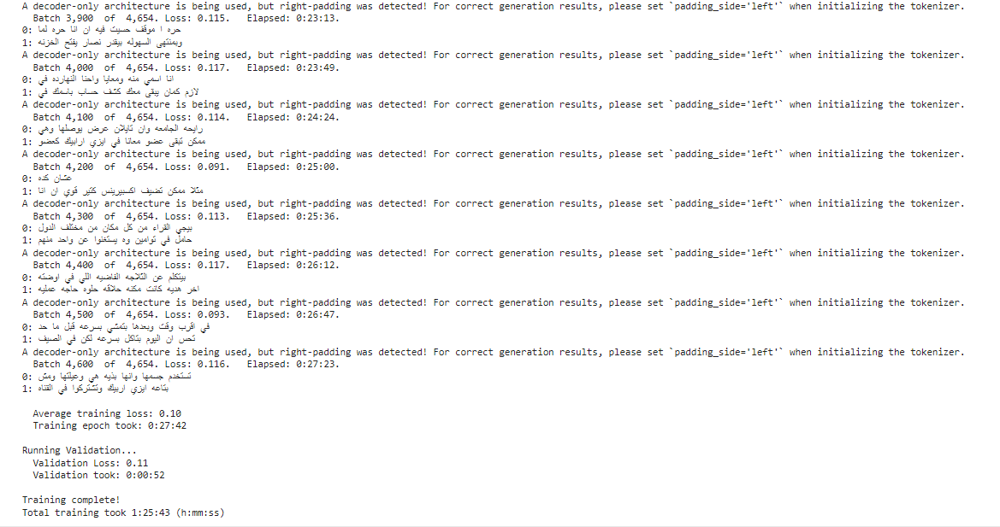 A decoder-only architecture is being used, but right-padding was detected! For correct generation results, please set `padding_side='left'` when initializing the tokenizer.
Batch 3,900 of 4,654. Loss: 0.115. Elapsed: 0:23:13.
0: حره ا موقف حسيت فيه ان انا حره لما
1: وبمنتهى السهوله بيقدر نصار يفتح الخزنه
A decoder-only architecture is being used, but right-padding was detected! For correct generation results, please set `padding_side='left'` when initializing the tokenizer.
Batch 4,000 of 4,654. Loss: 0.117. Elapsed: 0:23:49.
0: انا اسمي منه ومعايا واحنا النهارده في
1: لازم كمان يبقى معك كشف حساب باسمك في
A decoder-only architecture is being used, but right-padding was detected! For correct generation results, please set `padding_side='left'` when initializing the tokenizer.
Batch 4,100 of 4,654. Loss: 0.114. Elapsed: 0:24:24.
0: رايحه الجامعه وان تايلان عرض يوصلها وهي
1: ممكن تبقى عضو معانا في ايزي ارابيك كعضو
A decoder-only architecture is being used, but right-padding was detected! For correct generation results, please set `padding_side='left'` when initializing the tokenizer.
Batch 4,200 of 4,654. Loss: 0.091. Elapsed: 0:25:00.
0: عشان كده
1: مثلا ممكن تضيف اكسبيرينس كتير قوي ان انا
A decoder-only architecture is being used, but right-padding was detected! For correct generation results, please set `padding_side='left'` when initializing the tokenizer.
Batch 4,300 of 4,654. Loss: 0.113. Elapsed: 0:25:36.
0: بيجي القراء من كل مكان من مختلف الدول
1: حامل في توامين وه يستغنوا عن واحد منهم
A decoder-only architecture is being used, but right-padding was detected! For correct generation results, please set `padding_side='left'` when initializing the tokenizer.
Batch 4,400 of 4,654. Loss: 0.117. Elapsed: 0:26:12.
0: بيتكلم عن الثلاجه الفاضيه اللي في اوضته
1: اخر هديه كانت مكنه حلاقه حلوه حاجه عمليه
A decoder-only architecture is being used, but right-padding was detected! For correct generation results, please set `padding_side='left'` when initializing the tokenizer.
Batch 4,500 of 4,654. Loss: 0.093. Elapsed: 0:26:47.
0: في اقرب وقت وبعدها بتمشي بسرعه قبل ما حد
1: تحس ان اليوم بتاكل بسرعه لكن في الصيف
A decoder-only architecture is being used, but right-padding was detected! For correct generation results, please set `padding_side='left'` when initializing the tokenizer.
Batch 4,600 of 4,654. Loss: 0.116. Elapsed: 0:27:23.
0: تستخدم جسمها وانها بذيه هي وعيلتها ومش
1: بتاعه ايزي اربيك وتشتركوا في القناه
Average training loss: 0.10
Training epoch took: 0:27:42
Running Validation...
Validation Loss: 0.11
Validation took: 0:00:52
Training complete!
Total training took 1:25:43 (h:mm:ss)